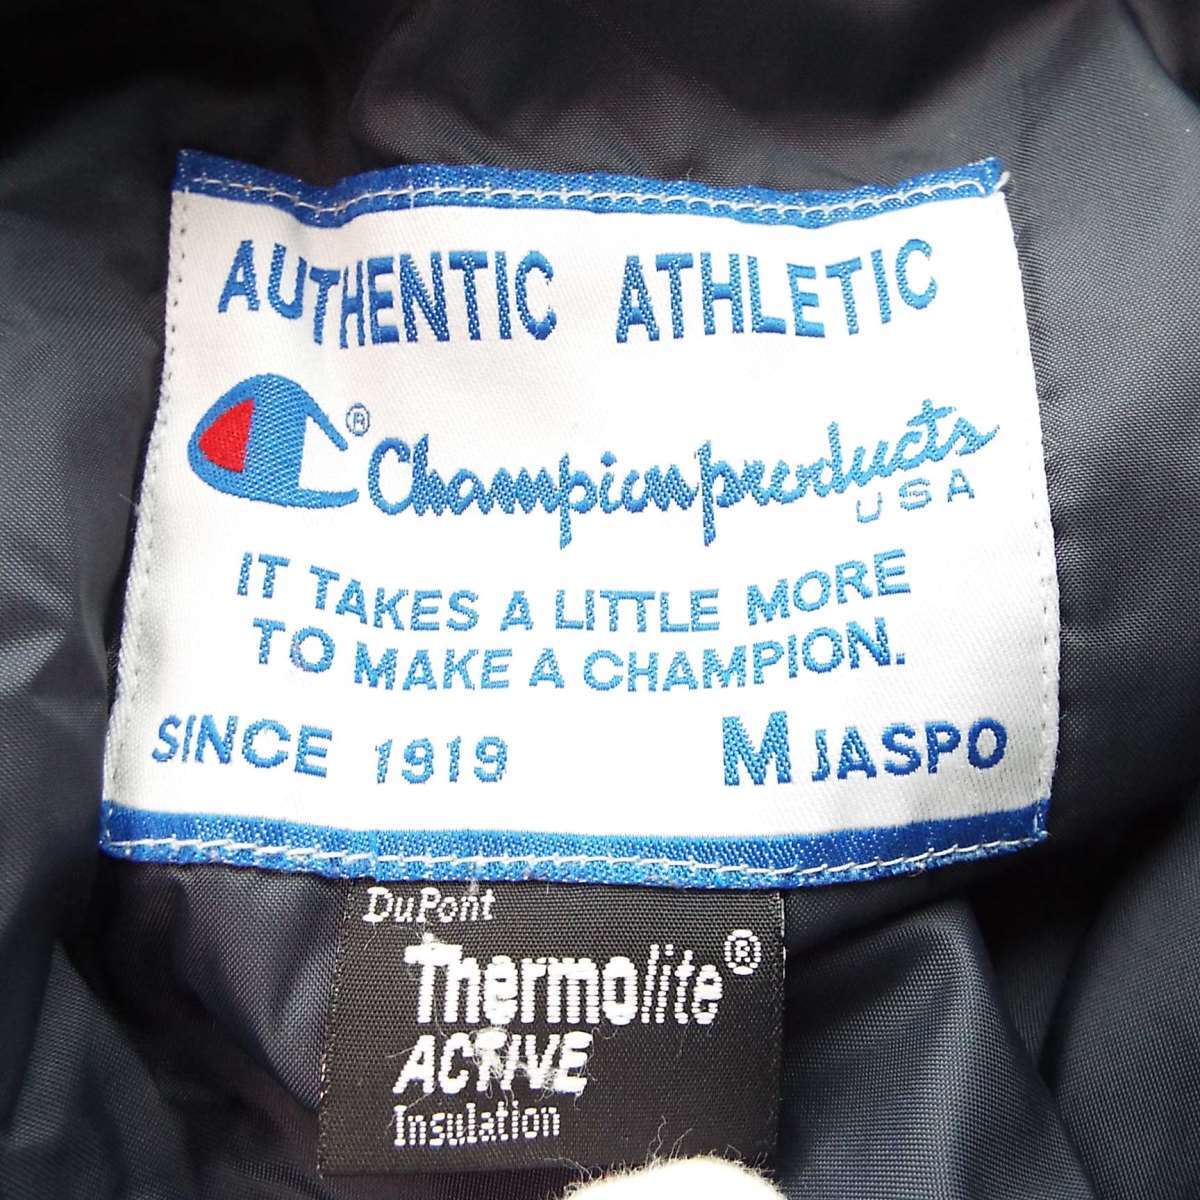 AUTHENTIC ATHLETIC
® Championproducts
USA
IT TAKES A LITTLE MORE
TO MAKE A CHAMPION.
SINCE 1919 M JASPO
DuPont
Thermolite®
ACTIVE
Insulation